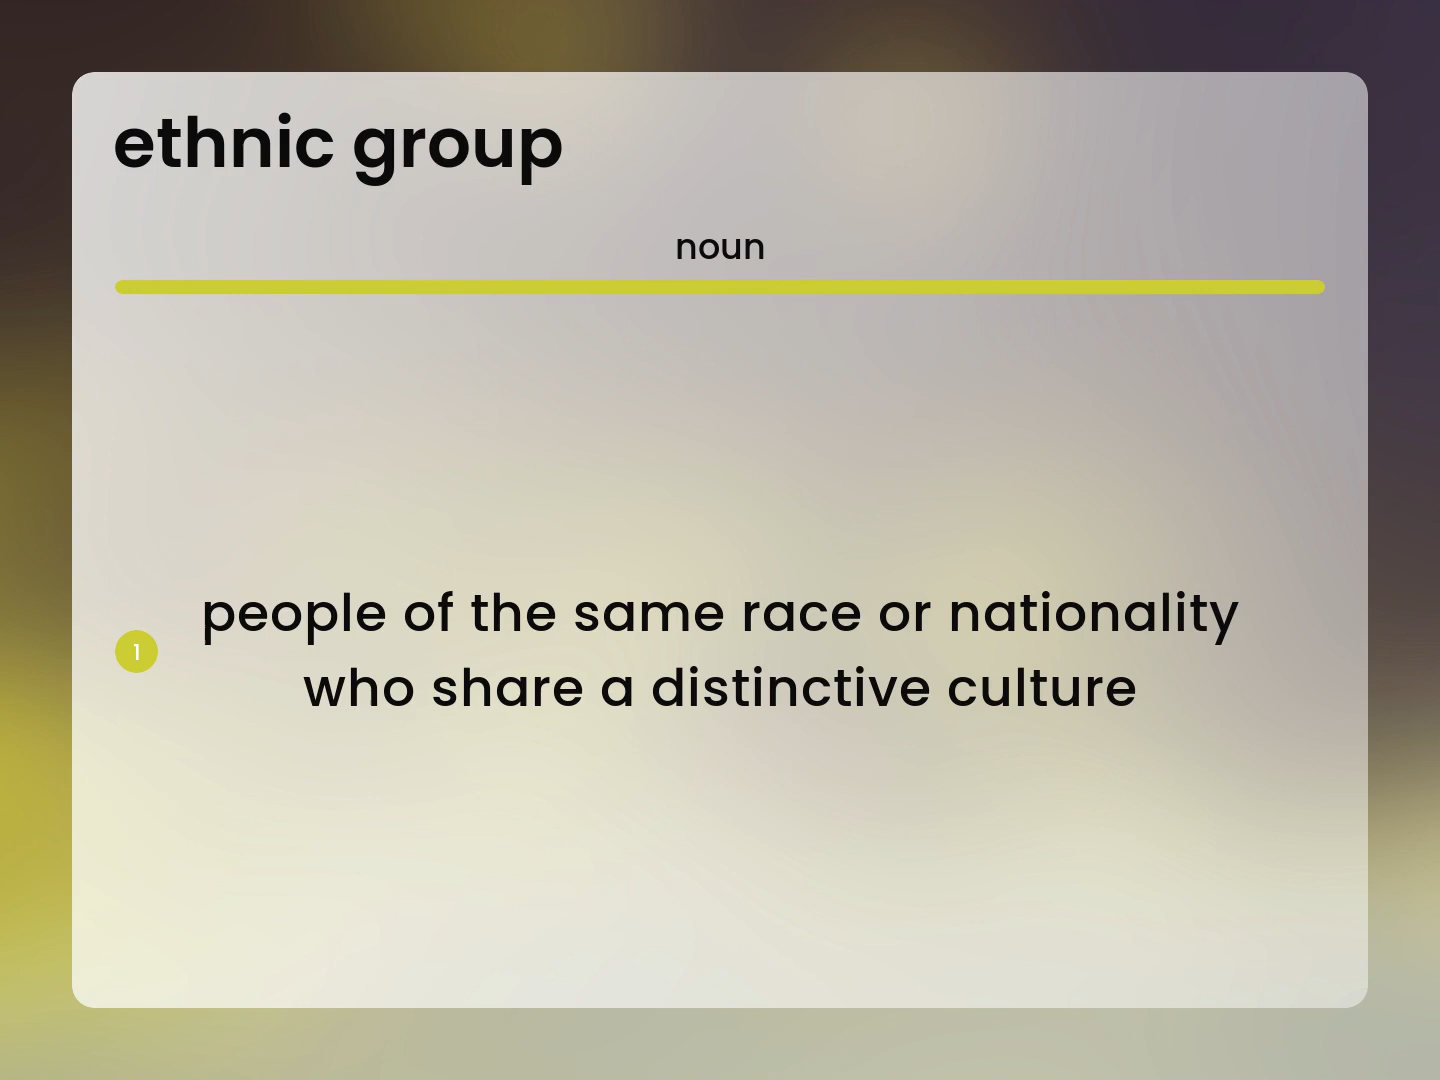 ethnic group
noun
1
people of the same race or nationality
who share a distinctive culture